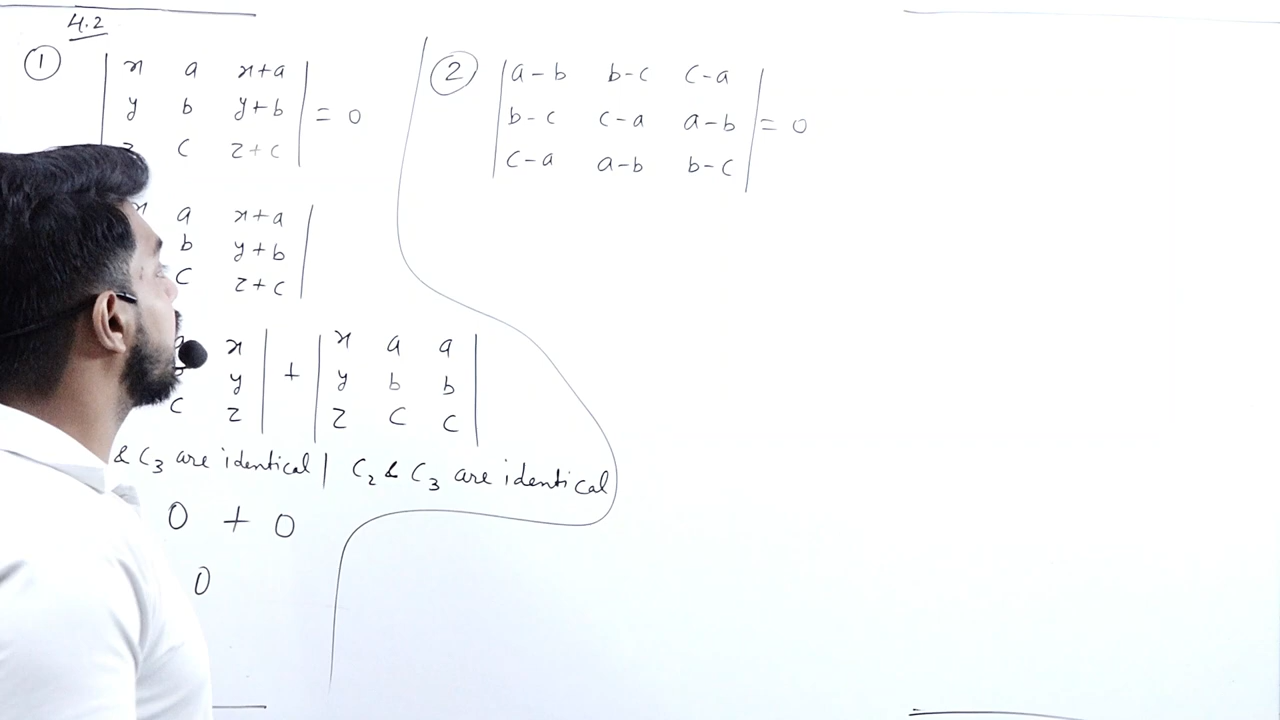 4.2
1
x a x+a
y b y+b = 0
z c z+c
a x+a
b y+b
c z+c
x + x a a
y y b b
c z z c c
& C3 are identical | C2 & C3 are identical
0 + 0
0
2
a-b b-c c-a
b-c c-a a-b = 0
c-a a-b b-c